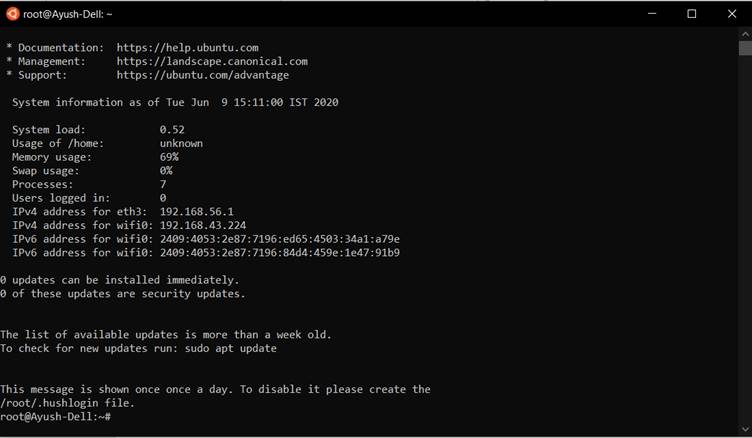 root@Ayush-Dell: ~
* Documentation:  https://help.ubuntu.com
* Management:     https://landscape.canonical.com
* Support:        https://ubuntu.com/advantage
System information as of Tue Jun  9 15:11:00 IST 2020
System load:            0.52
Usage of /home:         unknown
Memory usage:           69%
Swap usage:             0%
Processes:              7
Users logged in:        0
IPv4 address for eth3:  192.168.56.1
IPv4 address for wifi0: 192.168.43.224
IPv6 address for wifi0: 2409:4053:2e87:7196:ed65:4503:34a1:a79e
IPv6 address for wifi0: 2409:4053:2e87:7196:84d4:459e:1e47:91b9
0 updates can be installed immediately.
0 of these updates are security updates.
The list of available updates is more than a week old.
To check for new updates run: sudo apt update
This message is shown once once a day. To disable it please create the
/root/.hushlogin file.
root@Ayush-Dell:~#